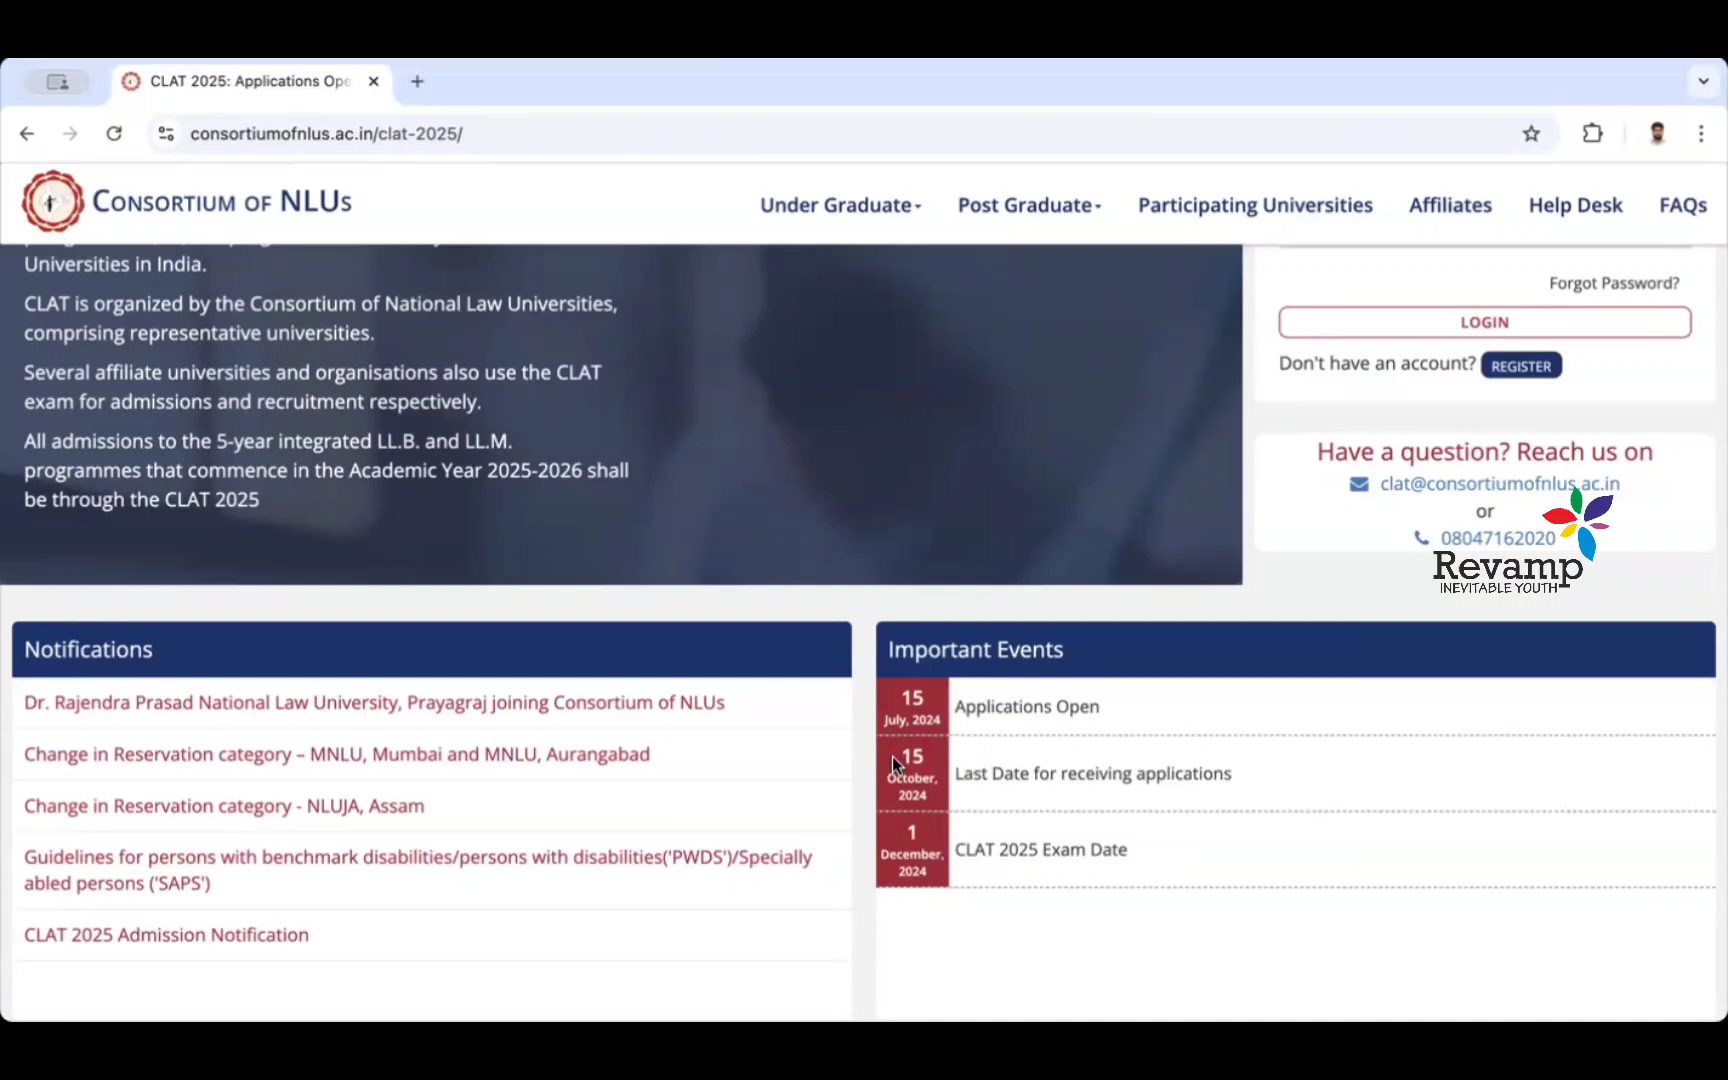 CLAT 2025: Applications Ope
consortiumofnlus.ac.in/clat-2025/
CONSORTIUM OF NLUS
Under Graduate
Post Graduate
Participating Universities
Affiliates
Help Desk
FAQs
Universities in India.
CLAT is organized by the Consortium of National Law Universities,
comprising representative universities.
Several affiliate universities and organisations also use the CLAT
exam for admissions and recruitment respectively.
All admissions to the 5-year integrated LL.B. and LL.M.
programmes that commence in the Academic Year 2025-2026 shall
be through the CLAT 2025
Forgot Password?
LOGIN
Don't have an account? REGISTER
Have a question? Reach us on
clat@consortiumofnlus.ac.in
or
08047162020
Revamp
INEVITABLE YOUTH
Notifications
Dr. Rajendra Prasad National Law University, Prayagraj joining Consortium of NLUs
Change in Reservation category – MNLU, Mumbai and MNLU, Aurangabad
Change in Reservation category - NLUJA, Assam
Guidelines for persons with benchmark disabilities/persons with disabilities('PWDS')/Specially
abled persons ('SAPS')
CLAT 2025 Admission Notification
Important Events
15
July, 2024
Applications Open
15
October,
2024
Last Date for receiving applications
1
December,
2024
CLAT 2025 Exam Date